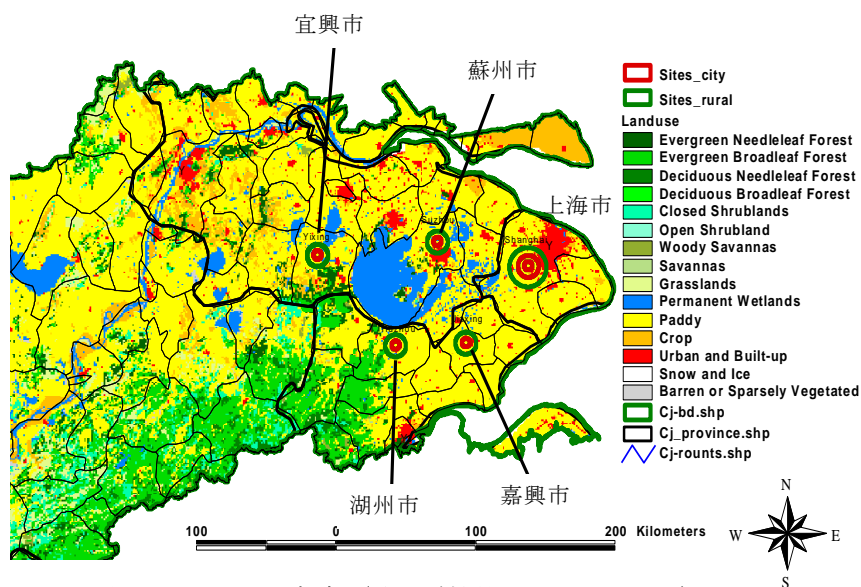 宜興市
蘇州市
上海市
Yixing
Suzhou
Shanghai
湖州市
嘉興市
Sites_city
Sites_rural
Landuse
Evergreen Needleleaf Forest
Evergreen Broadleaf Forest
Deciduous Needleleaf Forest
Deciduous Broadleaf Forest
Closed Shrublands
Open Shrubland
Woody Savannas
Savannas
Grasslands
Permanent Wetlands
Paddy
Crop
Urban and Built-up
Snow and Ice
Barren or Sparsely Vegetated
Cj-bd.shp
Cj_province.shp
Cj-rounts.shp
100 0 100 200 Kilometers
N
W E
S